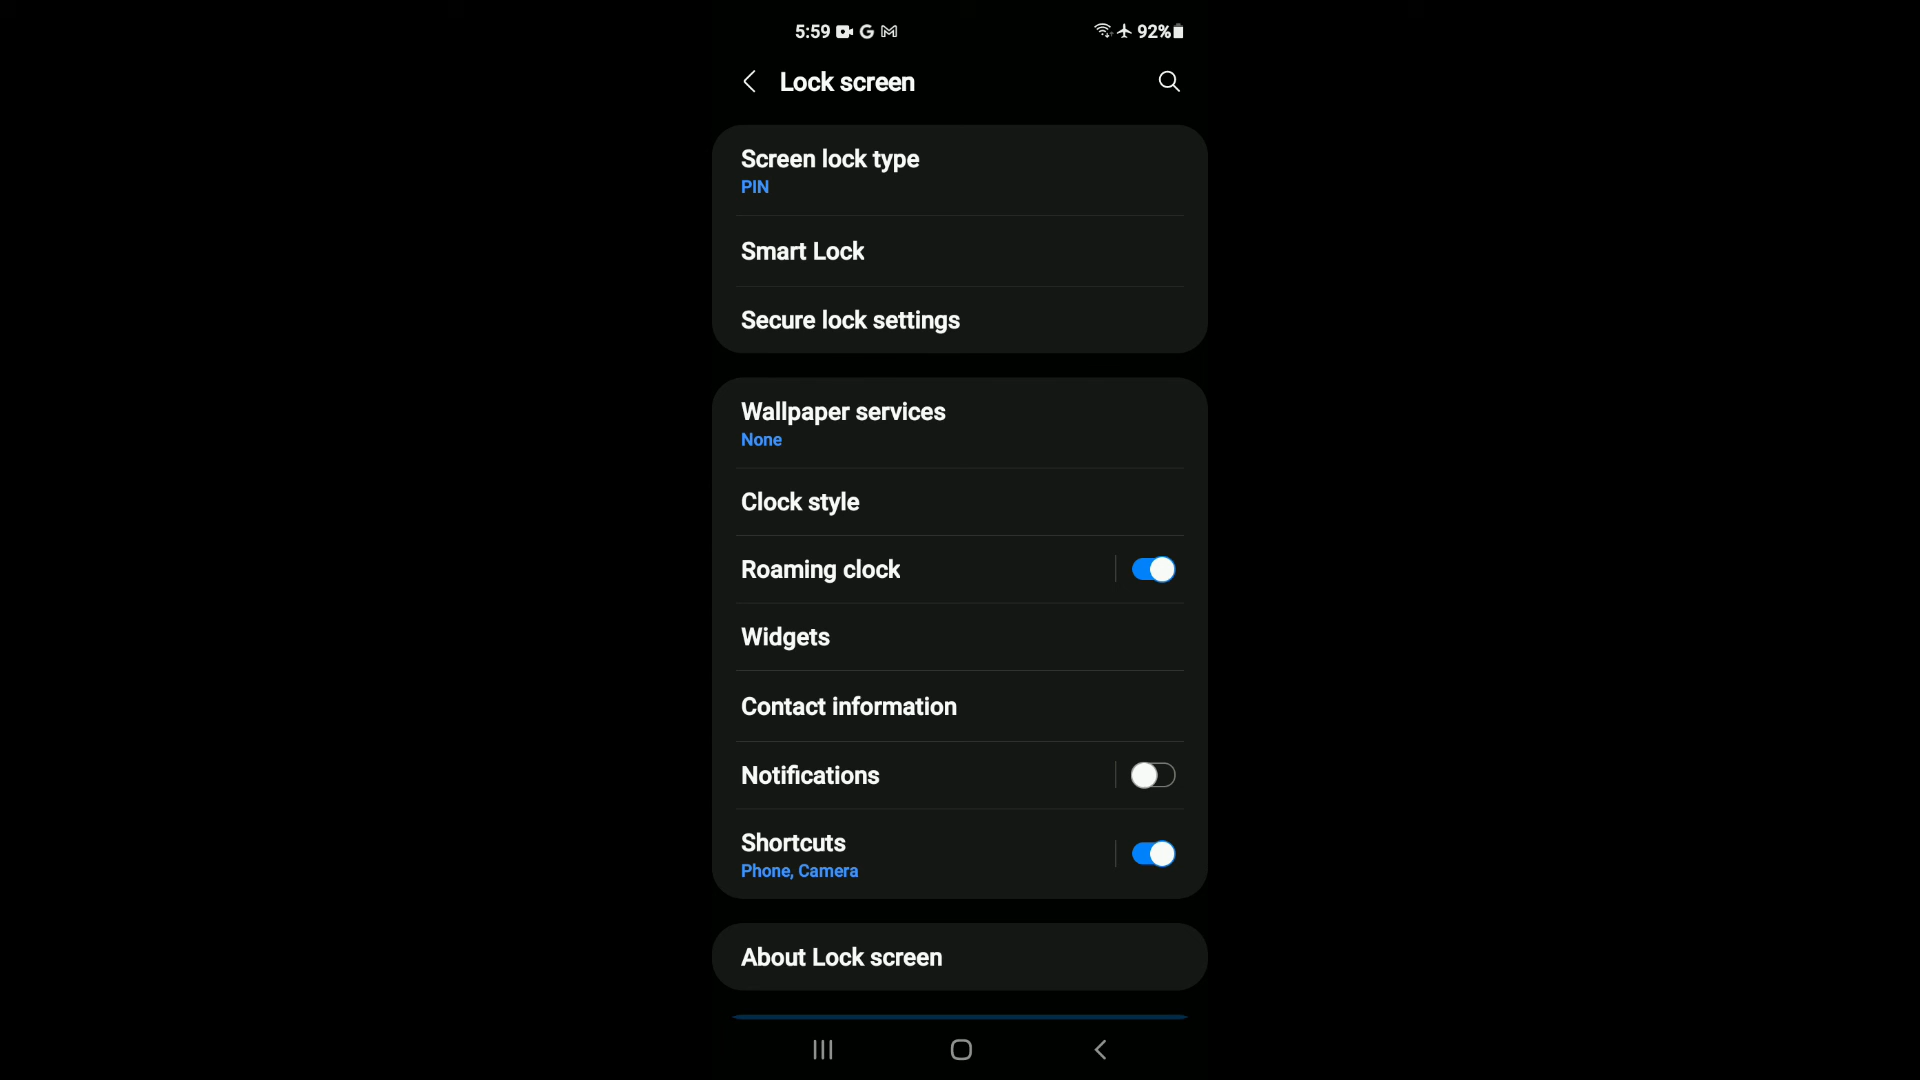 5:59 G M 92%
Lock screen
Screen lock type
PIN
Smart Lock
Secure lock settings
Wallpaper services
None
Clock style
Roaming clock
Widgets
Contact information
Notifications
Shortcuts
Phone, Camera
About Lock screen